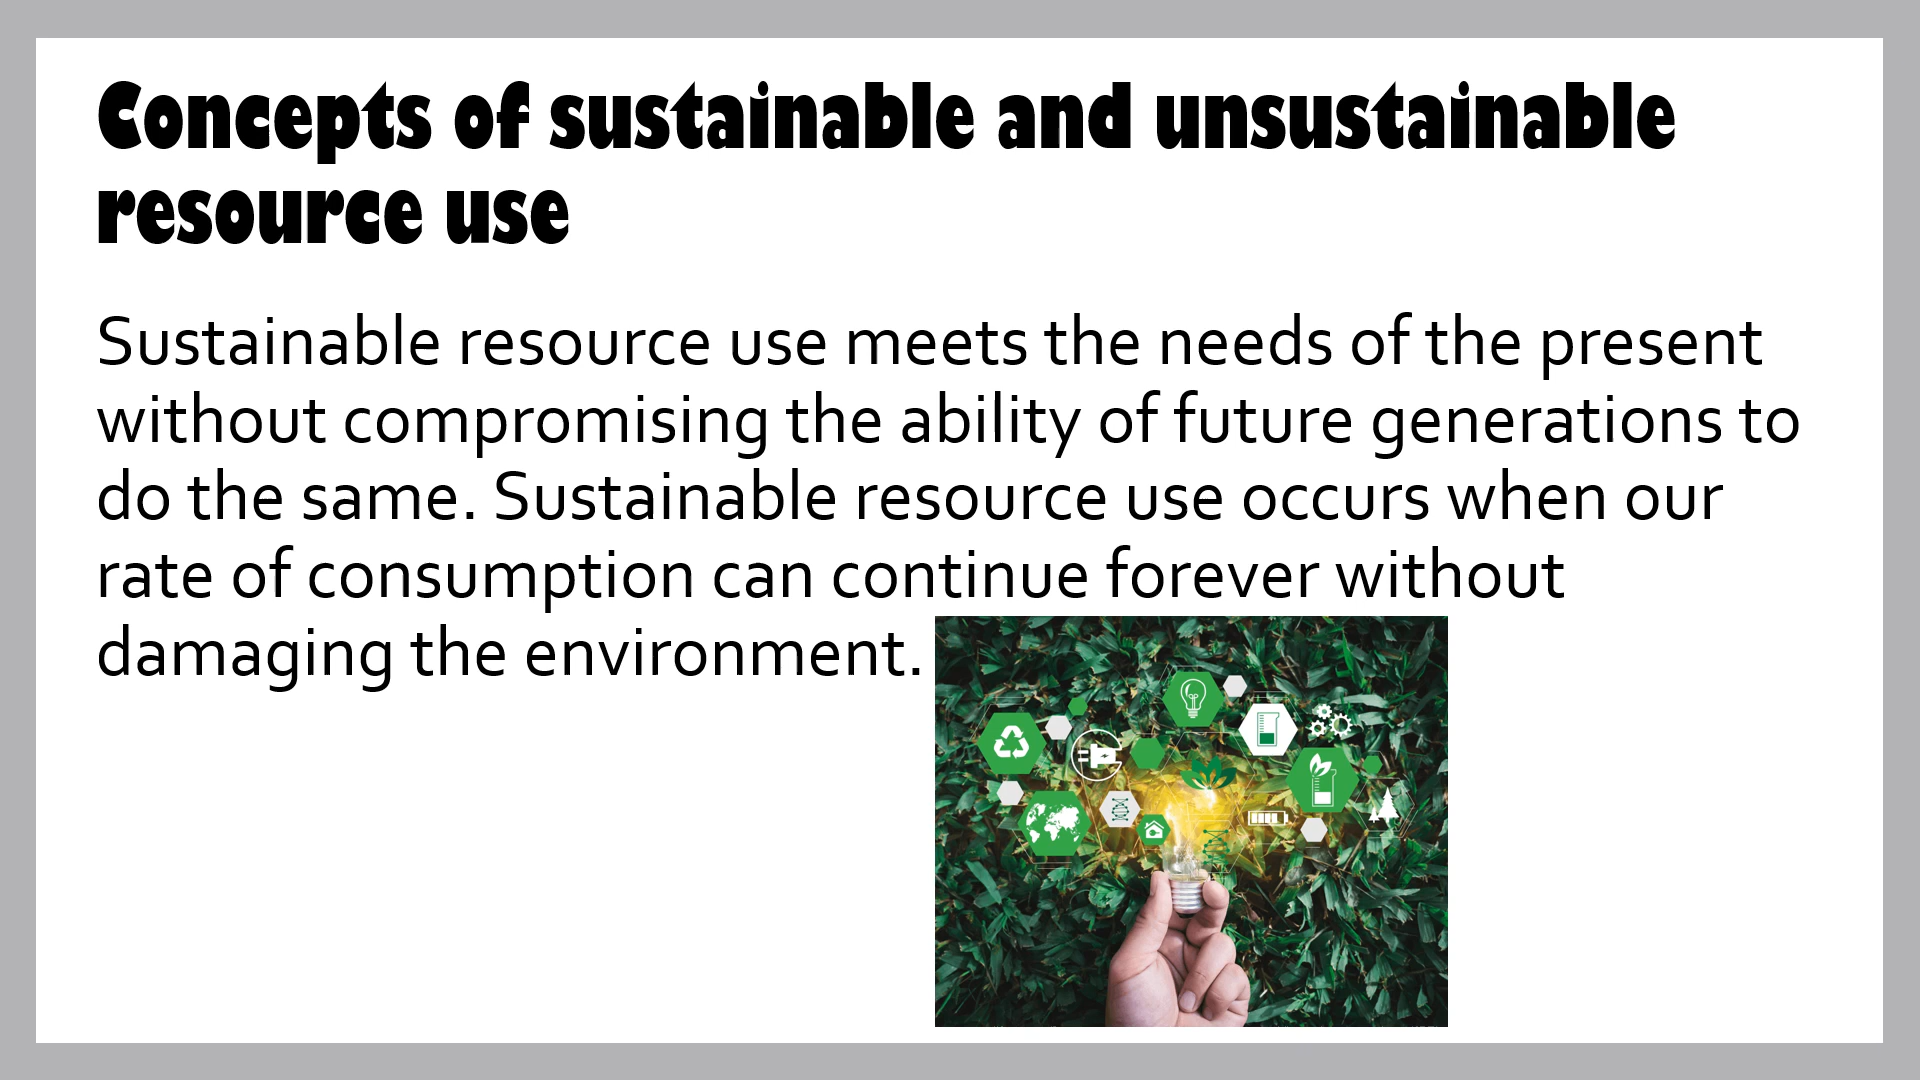 Concepts of sustainable and unsustainable
resource use
Sustainable resource use meets the needs of the present
without compromising the ability of future generations to
do the same. Sustainable resource use occurs when our
rate of consumption can continue forever without
damaging the environment.